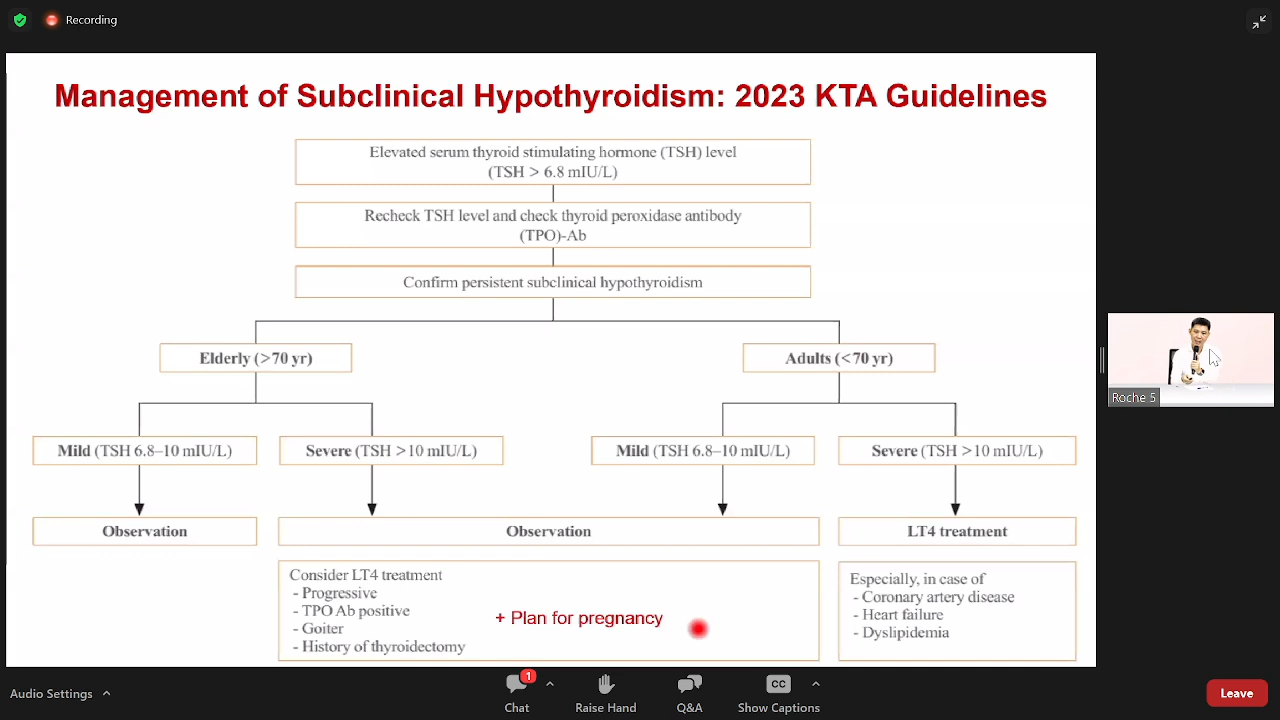 Recording
Management of Subclinical Hypothyroidism: 2023 KTA Guidelines
Elevated serum thyroid stimulating hormone (TSH) level
(TSH > 6.8 mIU/L)
Recheck TSH level and check thyroid peroxidase antibody
(TPO)-Ab
Confirm persistent subclinical hypothyroidism
Elderly (>70 yr)
Adults (<70 yr)
Mild (TSH 6.8–10 mIU/L)
Severe (TSH >10 mIU/L)
Mild (TSH 6.8–10 mIU/L)
Severe (TSH >10 mIU/L)
Observation
Observation
LT4 treatment
Consider LT4 treatment
- Progressive
- TPO Ab positive
- Goiter
- History of thyroidectomy
+ Plan for pregnancy
Especially, in case of
- Coronary artery disease
- Heart failure
- Dyslipidemia
Roche 5
Audio Settings
1
Chat
Raise Hand
Q&A
CC
Show Captions
Leave